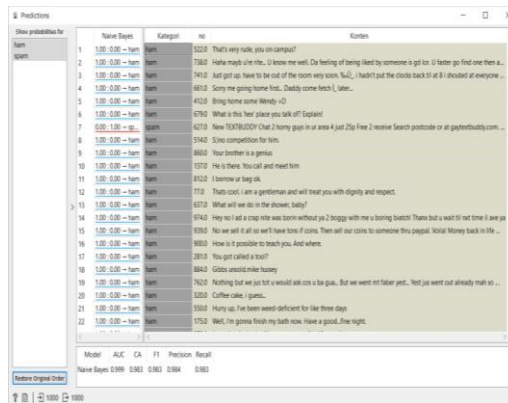 Predictions
Show probabilities for
ham
spam
Naive Bayes Kategori no Konten
1 1.00 : 0.00 → ham ham 522.0 That's very rude, you on campus?
2 1.00 : 0.00 → ham ham 738.0 Haha mayb u're rite... U know me well. Da feeling of being liked by someone is gd lor. U faster go find one then a...
3 1.00 : 0.00 → ham ham 741.0 Just got up. have to be out of the room very soon. i hadn't put the clocks back til at 8 i shouted at everyone ...
4 1.00 : 0.00 → ham ham 661.0 Sorry me going home first... Daddy come fetch later...
5 1.00 : 0.00 → ham ham 412.0 Bring home some Wendy =D
6 1.00 : 0.00 → ham ham 679.0 What is this 'hex' place you talk of? Explain!
7 0.00 : 1.00 → sp... spam 627.0 New TEXTBUDDY Chat 2 horny guys in ur area 4 just 25p Free 2 receive Search postcode or at gaytextbuddy.com. ...
8 1.00 : 0.00 → ham ham 514.0 S:)no competition for him.
9 1.00 : 0.00 → ham ham 860.0 Your brother is a genius
10 1.00 : 0.00 → ham ham 137.0 He is there. You call and meet him
11 1.00 : 0.00 → ham ham 812.0 I borrow ur bag ok.
12 1.00 : 0.00 → ham ham 77.0 Thats cool. i am a gentleman and will treat you with dignity and respect.
13 1.00 : 0.00 → ham ham 637.0 What will we do in the shower, baby?
14 1.00 : 0.00 → ham ham 974.0 Hey no I ad a crap nite was borin without ya 2 boggy with me u boring biatch! Thanx but u wait til nxt time il ave ya
15 1.00 : 0.00 → ham ham 939.0 No we sell it all so we'll have tons if coins. Then sell our coins to someone thru paypal. Voila! Money back in life ...
16 1.00 : 0.00 → ham ham 900.0 How is it possible to teach you. And where.
17 1.00 : 0.00 → ham ham 281.0 You got called a tool?
18 1.00 : 0.00 → ham ham 884.0 Gibbs unsold.mike hussey
19 1.00 : 0.00 → ham ham 762.0 Nothing but we jus tot u would ask cos u ba gua... But we went mt faber yest... Yest jus went out already mah so ...
20 1.00 : 0.00 → ham ham 320.0 Coffee cake, i guess...
21 1.00 : 0.00 → ham ham 550.0 Hurry up, I've been weed-deficient for like three days
22 1.00 : 0.00 → ham ham 175.0 Well, I'm gonna finish my bath now. Have a good...fine night.
Model AUC CA F1 Precision Recall
Naive Bayes 0.999 0.983 0.983 0.984 0.983
Restore Original Order
1000 1000